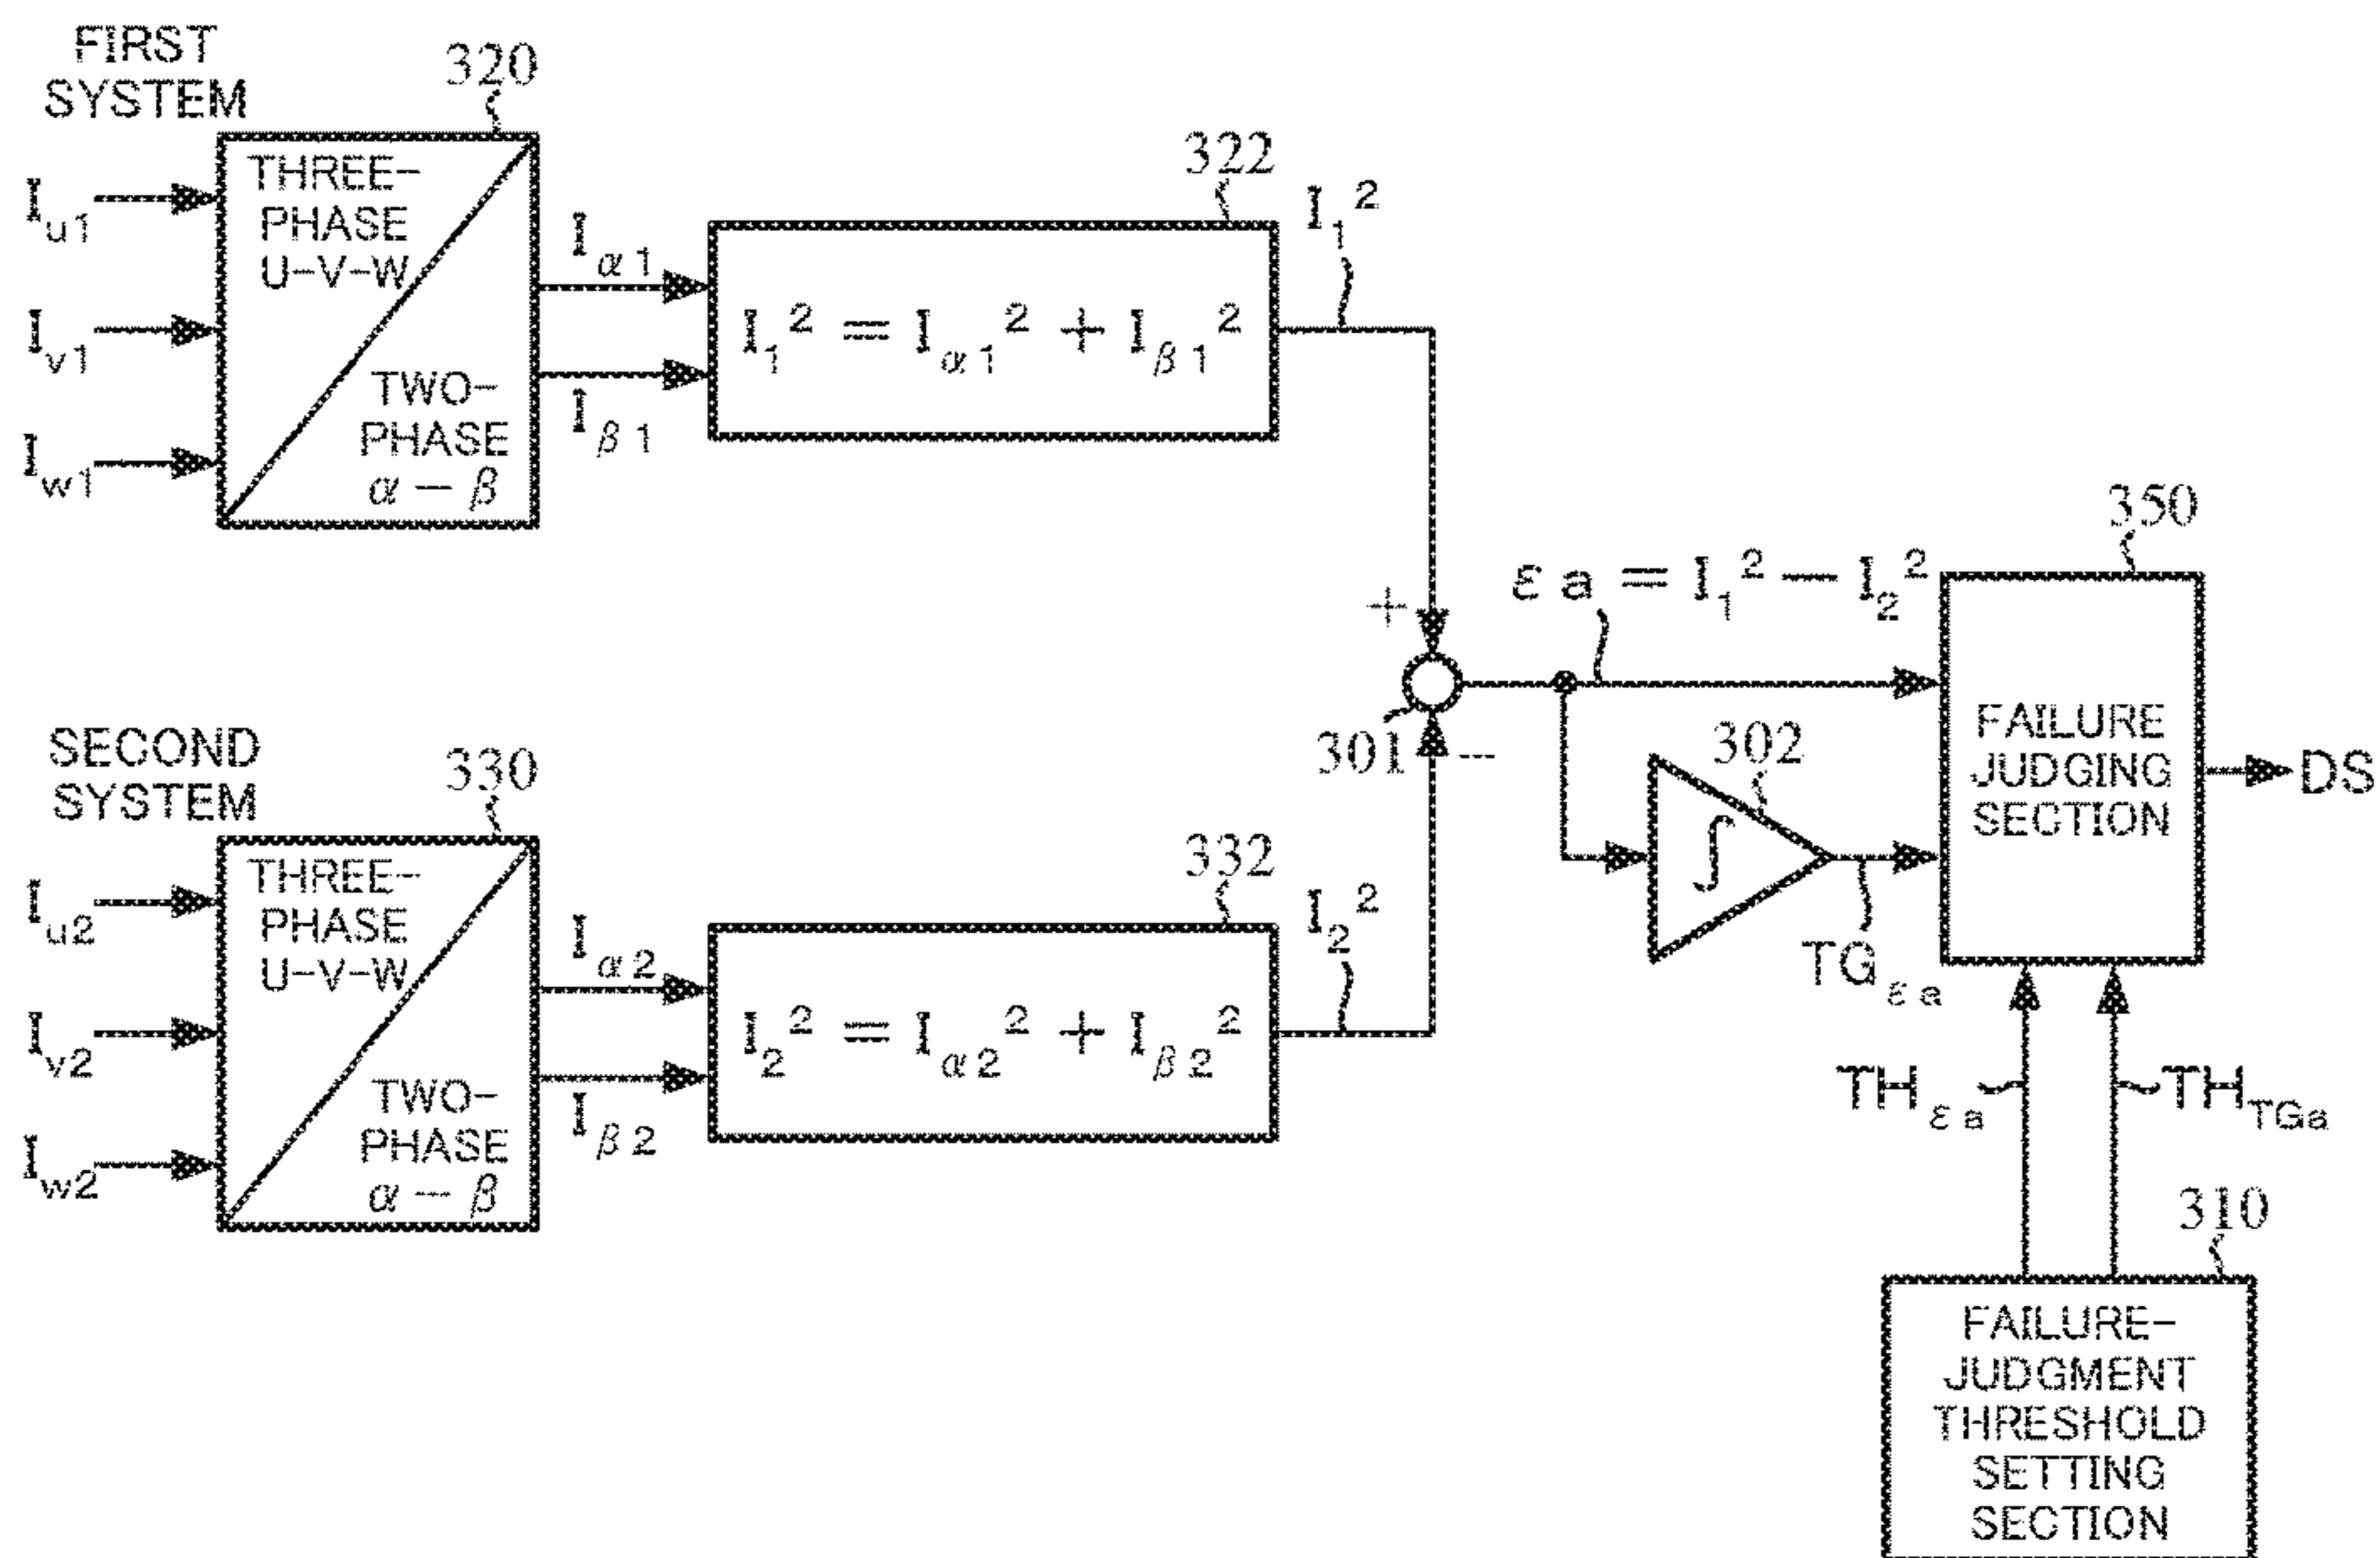 FIRST
SYSTEM
320
I_u1
I_v1
I_w1
THREE-
PHASE
U-V-W
TWO-
PHASE
α - β
I_α1
I_β1
322
I_1^2 = I_α1^2 + I_β1^2
I_1^2
SECOND
SYSTEM
330
I_u2
I_v2
I_w2
THREE-
PHASE
U-V-W
TWO-
PHASE
α - β
I_α2
I_β2
332
I_2^2 = I_α2^2 + I_β2^2
I_2^2
+
-
301
εa = I_1^2 - I_2^2
302
∫
TG_εa
350
FAILURE
JUDGING
SECTION
DS
TH_εa
TH_TGa
310
FAILURE-
JUDGMENT
THRESHOLD
SETTING
SECTION